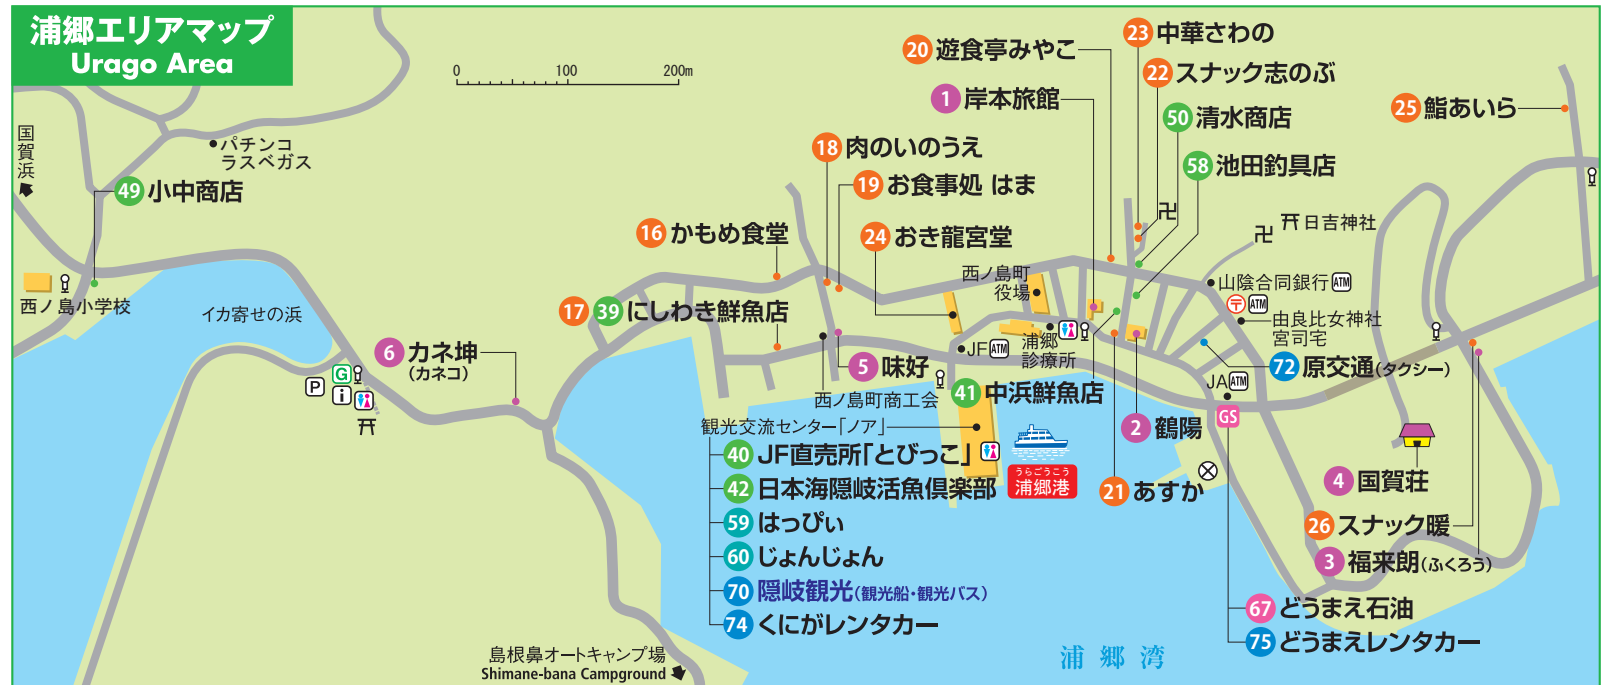 浦郷エリアマップ
Urago Area
0 100 200m
20 遊食亭みやこ
23 中華さわの
22 スナック志のぶ
1 岸本旅館
50 清水商店
25 鮨あいら
国賀浜
パチンコ
ラスベガス
18 肉のいのうえ
58 池田釣具店
49 小中商店
19 お食事処 はま
16 かもめ食堂
24 おき龍宮堂
卍
卍
日吉神社
西ノ島町
役場
山陰合同銀行 ATM
〒 ATM
西ノ島小学校
イカ寄せの浜
17 39 にしわき鮮魚店
由良比女神社
宮司宅
浦郷
診療所
JF ATM
6 カネ坤
(カネコ)
5 味好
72 原交通(タクシー)
JA ATM
G
P
i
西ノ島町商工会
41 中浜鮮魚店
GS
観光交流センター「ノア」
2 鶴陽
40 JF直売所「とびっこ」
うらごうこう
浦郷港
4 国賀荘
42 日本海隠岐活魚倶楽部
21 あすか
59 はっぴぃ
26 スナック暖
60 じょんじょん
3 福来朗(ふくろう)
70 隠岐観光(観光船・観光バス)
67 どうまえ石油
74 くにがレンタカー
75 どうまえレンタカー
島根鼻オートキャンプ場
Shimane-bana Campground
浦郷湾